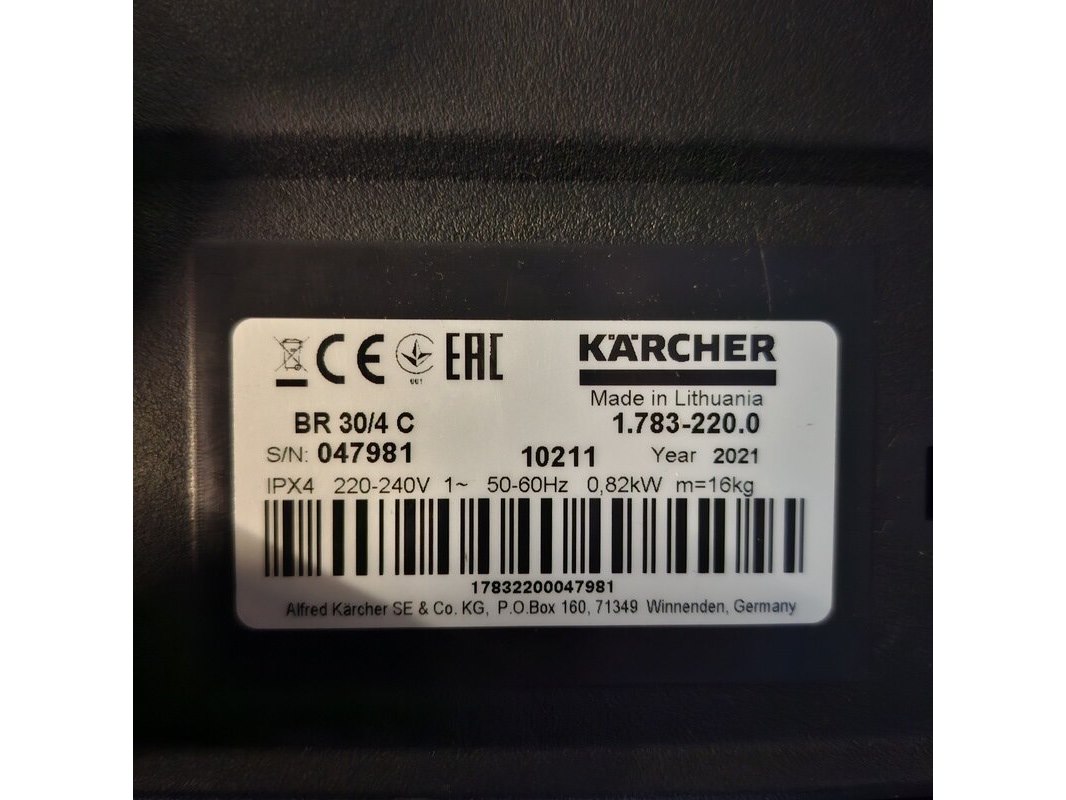 CE 001 EAC KÄRCHER
Made in Lithuania
BR 30/4 C 1.783-220.0
S/N: 047981 10211 Year 2021
IPX4 220-240V 1~ 50-60Hz 0,82kW m=16kg
17832200047981
Alfred Kärcher SE & Co. KG, P.O.Box 160, 71349 Winnenden, Germany